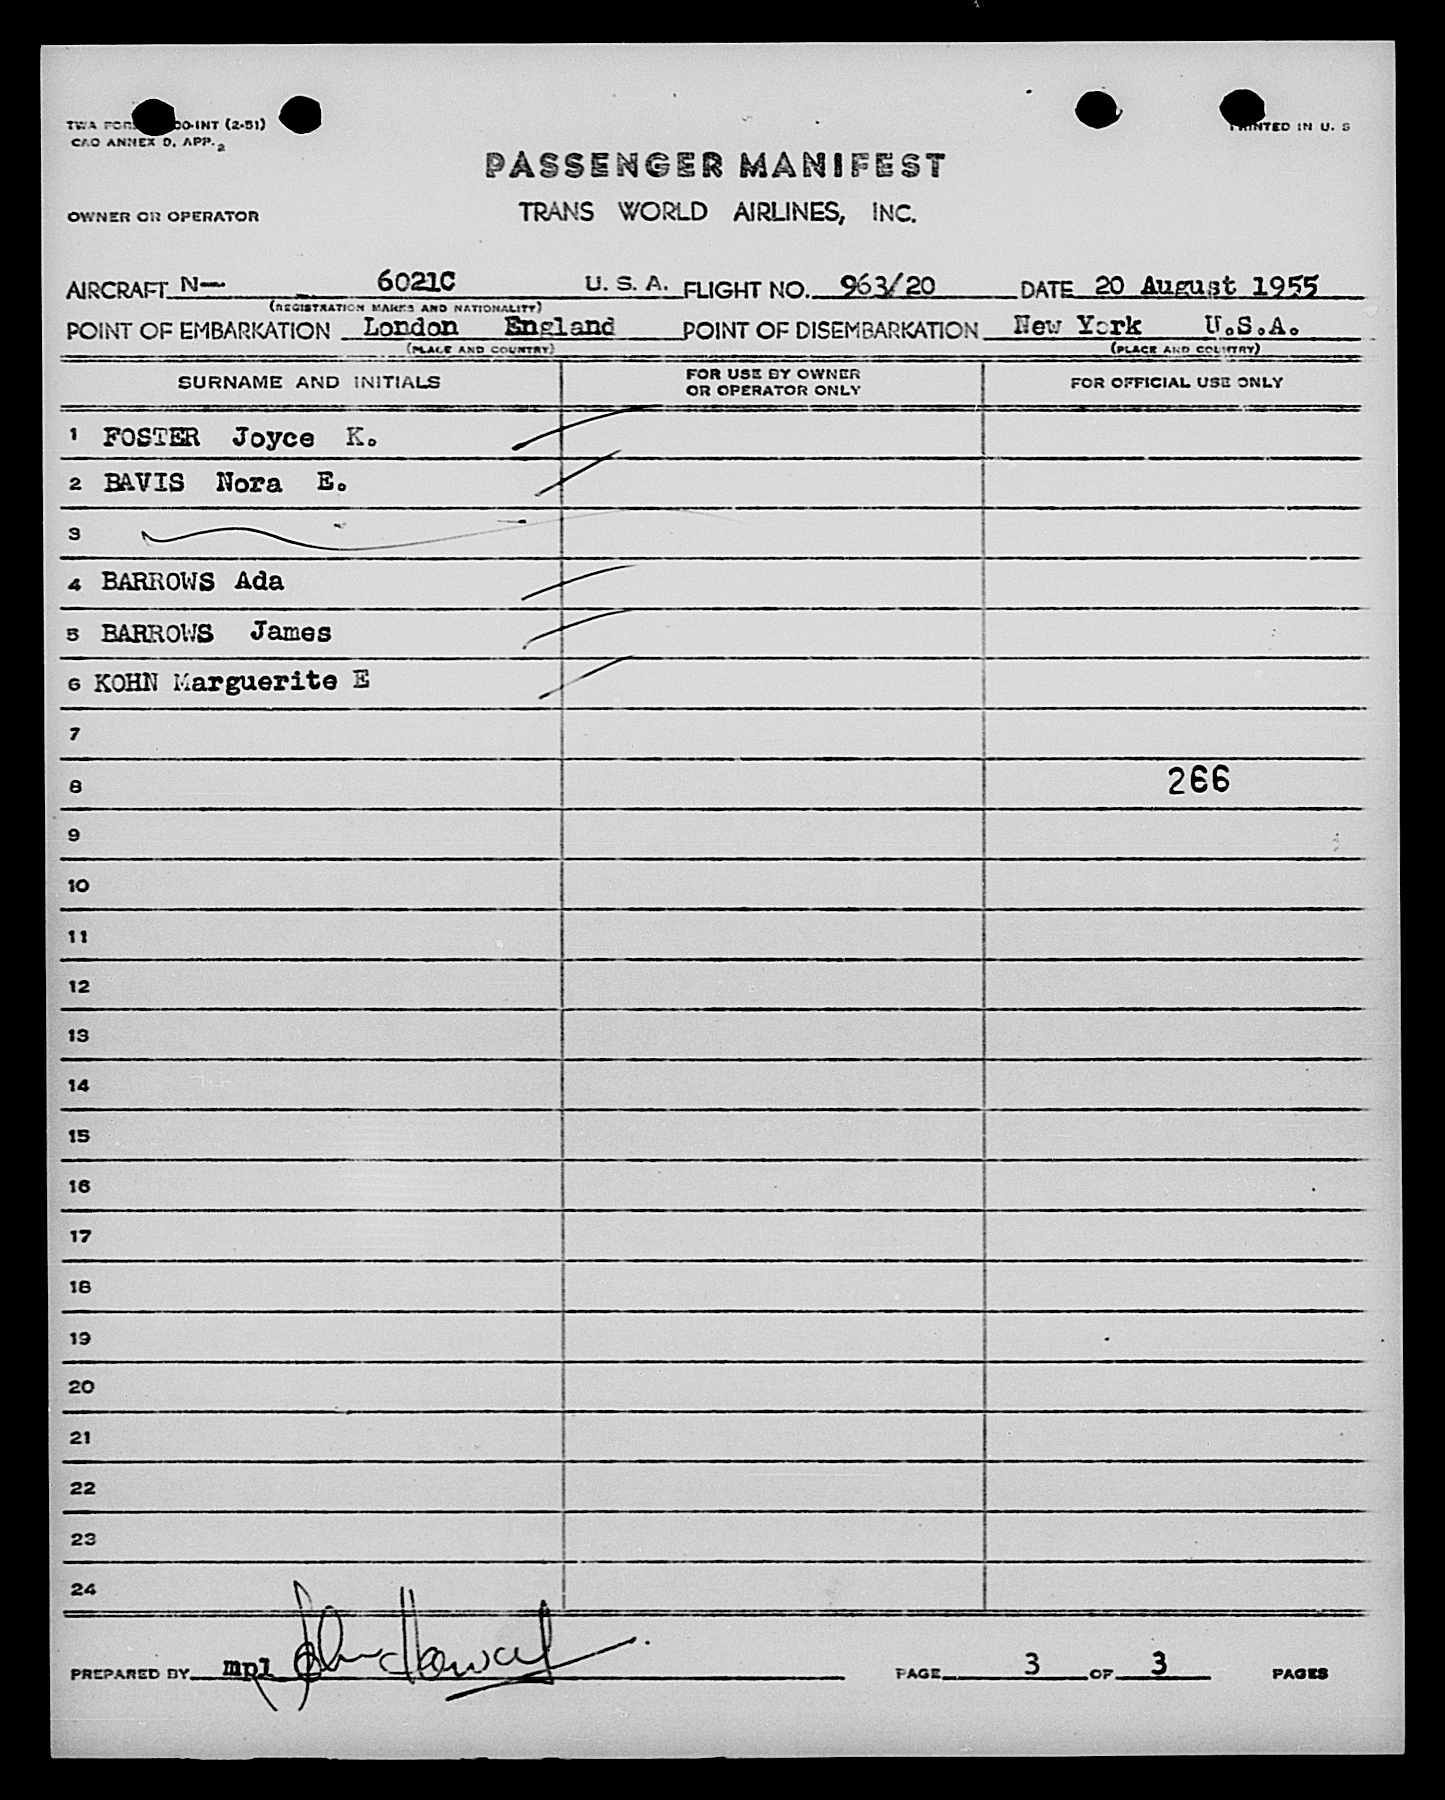 TWA FORM OO-INT (2-51)
CAO ANNEX D, APP. 2
PRINTED IN U. S
PASSENGER MANIFEST
OWNER OR OPERATOR TRANS WORLD AIRLINES, INC.
AIRCRAFT N— 6021C U. S. A. FLIGHT NO. 963/20 DATE 20 August 1955
(REGISTRATION MARKS AND NATIONALITY)
POINT OF EMBARKATION London England POINT OF DISEMBARKATION New York U.S.A.
(PLACE AND COUNTRY) (PLACE AND COUNTRY)
SURNAME AND INITIALS FOR USE BY OWNER OR OPERATOR ONLY FOR OFFICIAL USE ONLY
1 FOSTER Joyce K.
2 BAVIS Nora E.
3
4 BARROWS Ada
5 BARROWS James
6 KOHN Marguerite E
7
8 266
9
10
11
12
13
14
15
16
17
18
19
20
21
22
23
24
PREPARED BY mpl John Howard PAGE 3 OF 3 PAGES